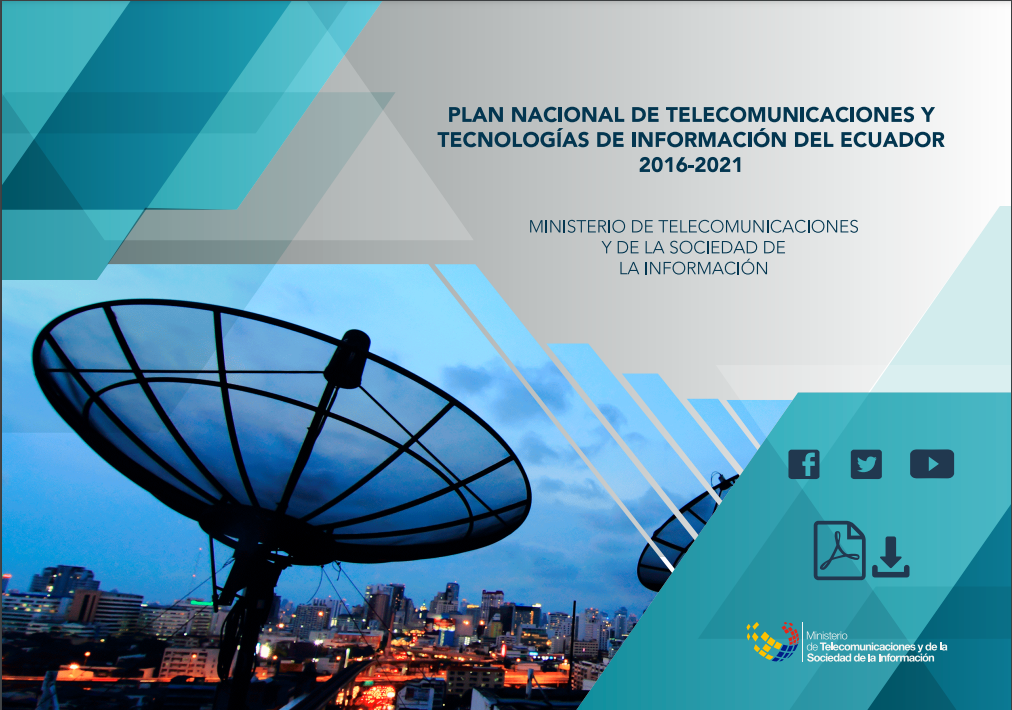 PLAN NACIONAL DE TELECOMUNICACIONES Y
TECNOLOGÍAS DE INFORMACIÓN DEL ECUADOR
2016-2021
MINISTERIO DE TELECOMUNICACIONES
Y DE LA SOCIEDAD DE
LA INFORMACIÓN
Ministerio
de Telecomunicaciones y de la
Sociedad de la Información